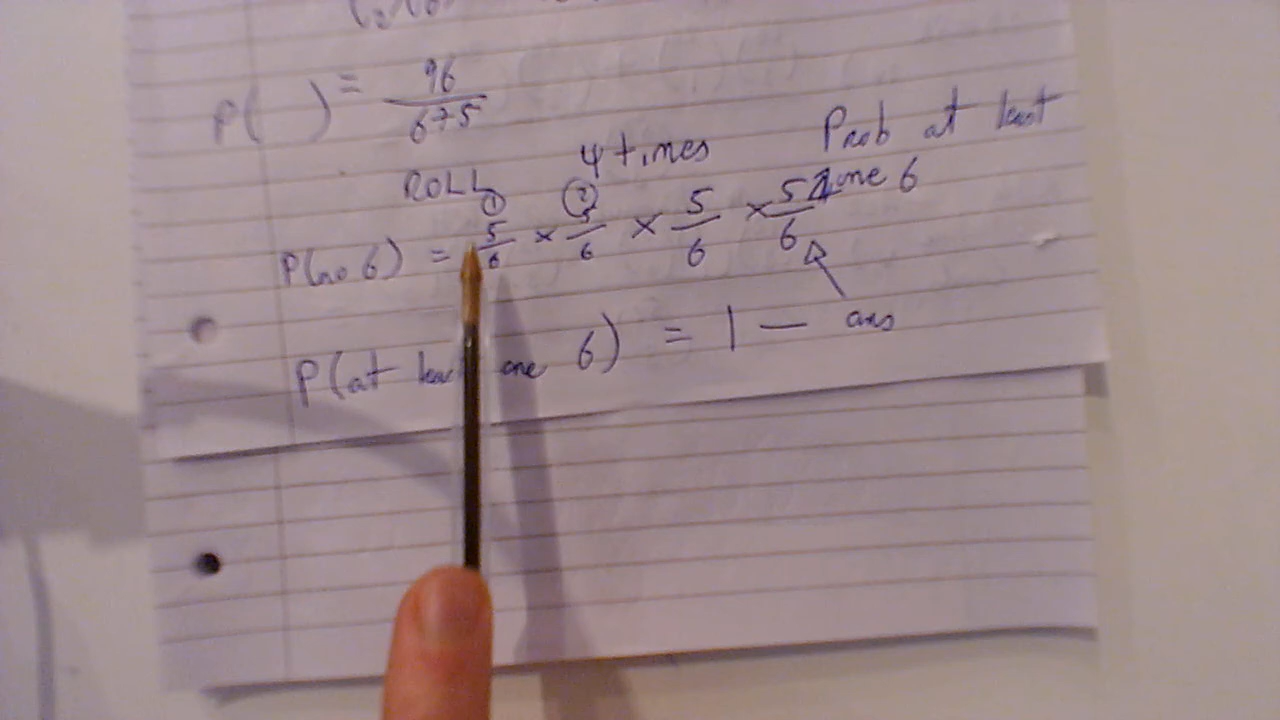 P( ) = 96
675
ROLL 4 times Prob at least
① ② one 6
P(no 6) = 5/6 × 5/6 × 5/6 × 5/6
P(at least one 6) = 1 — ans